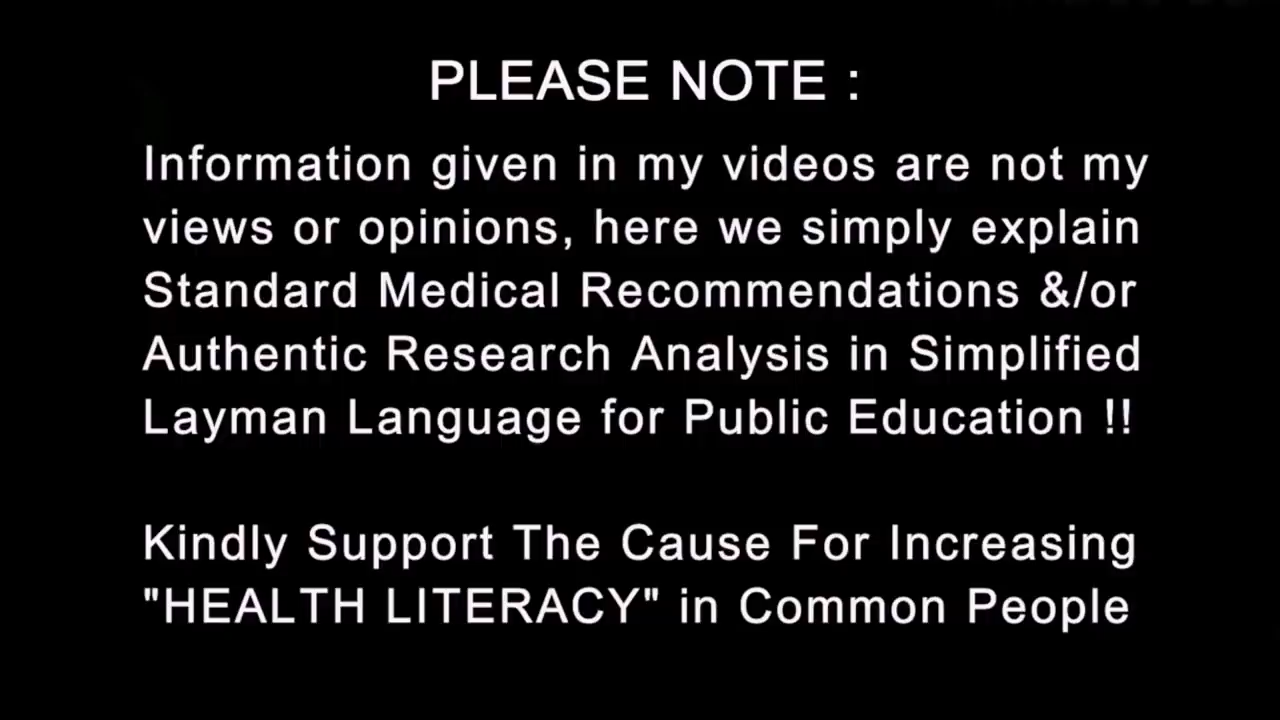 PLEASE NOTE :
Information given in my videos are not my
views or opinions, here we simply explain
Standard Medical Recommendations &/or
Authentic Research Analysis in Simplified
Layman Language for Public Education !!
Kindly Support The Cause For Increasing
"HEALTH LITERACY" in Common People